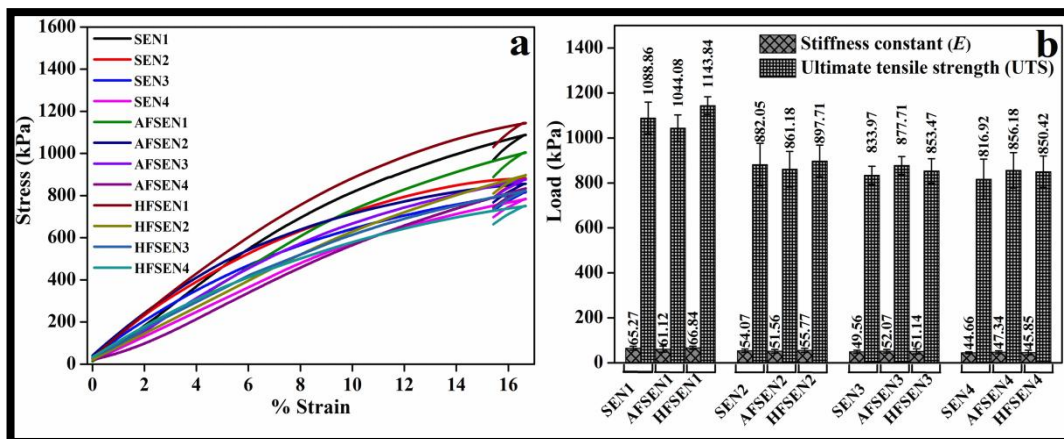 a
Stress (kPa)
1600
1400
1200
1000
800
600
400
200
0
0 2 4 6 8 10 12 14 16
% Strain
SEN1
SEN2
SEN3
SEN4
AFSEN1
AFSEN2
AFSEN3
AFSEN4
HFSEN1
HFSEN2
HFSEN3
HFSEN4
b
Stiffness constant (E)
Ultimate tensile strength (UTS)
Load (kPa)
1400
1200
1000
800
600
400
200
0
1088.86
1044.08
1143.84
882.05
861.18
897.71
833.97
877.71
853.47
816.92
856.18
850.42
65.27
61.12
66.84
54.07
51.56
55.77
49.56
52.07
51.14
44.66
47.34
45.85
SEN1
AFSEN1
HFSEN1
SEN2
AFSEN2
HFSEN2
SEN3
AFSEN3
HFSEN3
SEN4
AFSEN4
HFSEN4